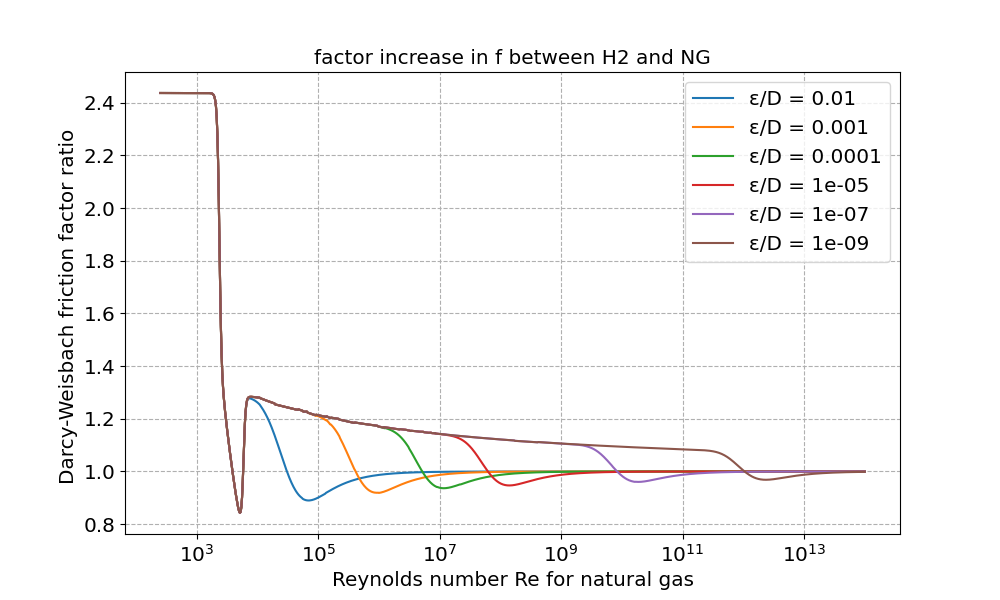 factor increase in f between H2 and NG
Darcy-Weisbach friction factor ratio
2.4
2.2
2.0
1.8
1.6
1.4
1.2
1.0
0.8
ε/D = 0.01
ε/D = 0.001
ε/D = 0.0001
ε/D = 1e-05
ε/D = 1e-07
ε/D = 1e-09
10³ 10⁵ 10⁷ 10⁹ 10¹¹ 10¹³
Reynolds number Re for natural gas